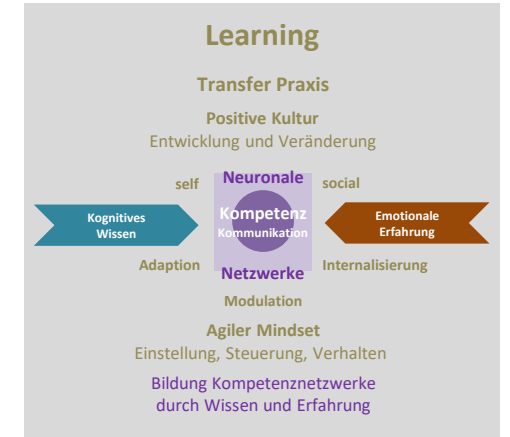 Learning
Transfer Praxis
Positive Kultur
Entwicklung und Veränderung
self
Neuronale
social
Kognitives
Wissen
Kompetenz
Kommunikation
Emotionale
Erfahrung
Adaption
Netzwerke
Internalisierung
Modulation
Agiler Mindset
Einstellung, Steuerung, Verhalten
Bildung Kompetenznetzwerke
durch Wissen und Erfahrung